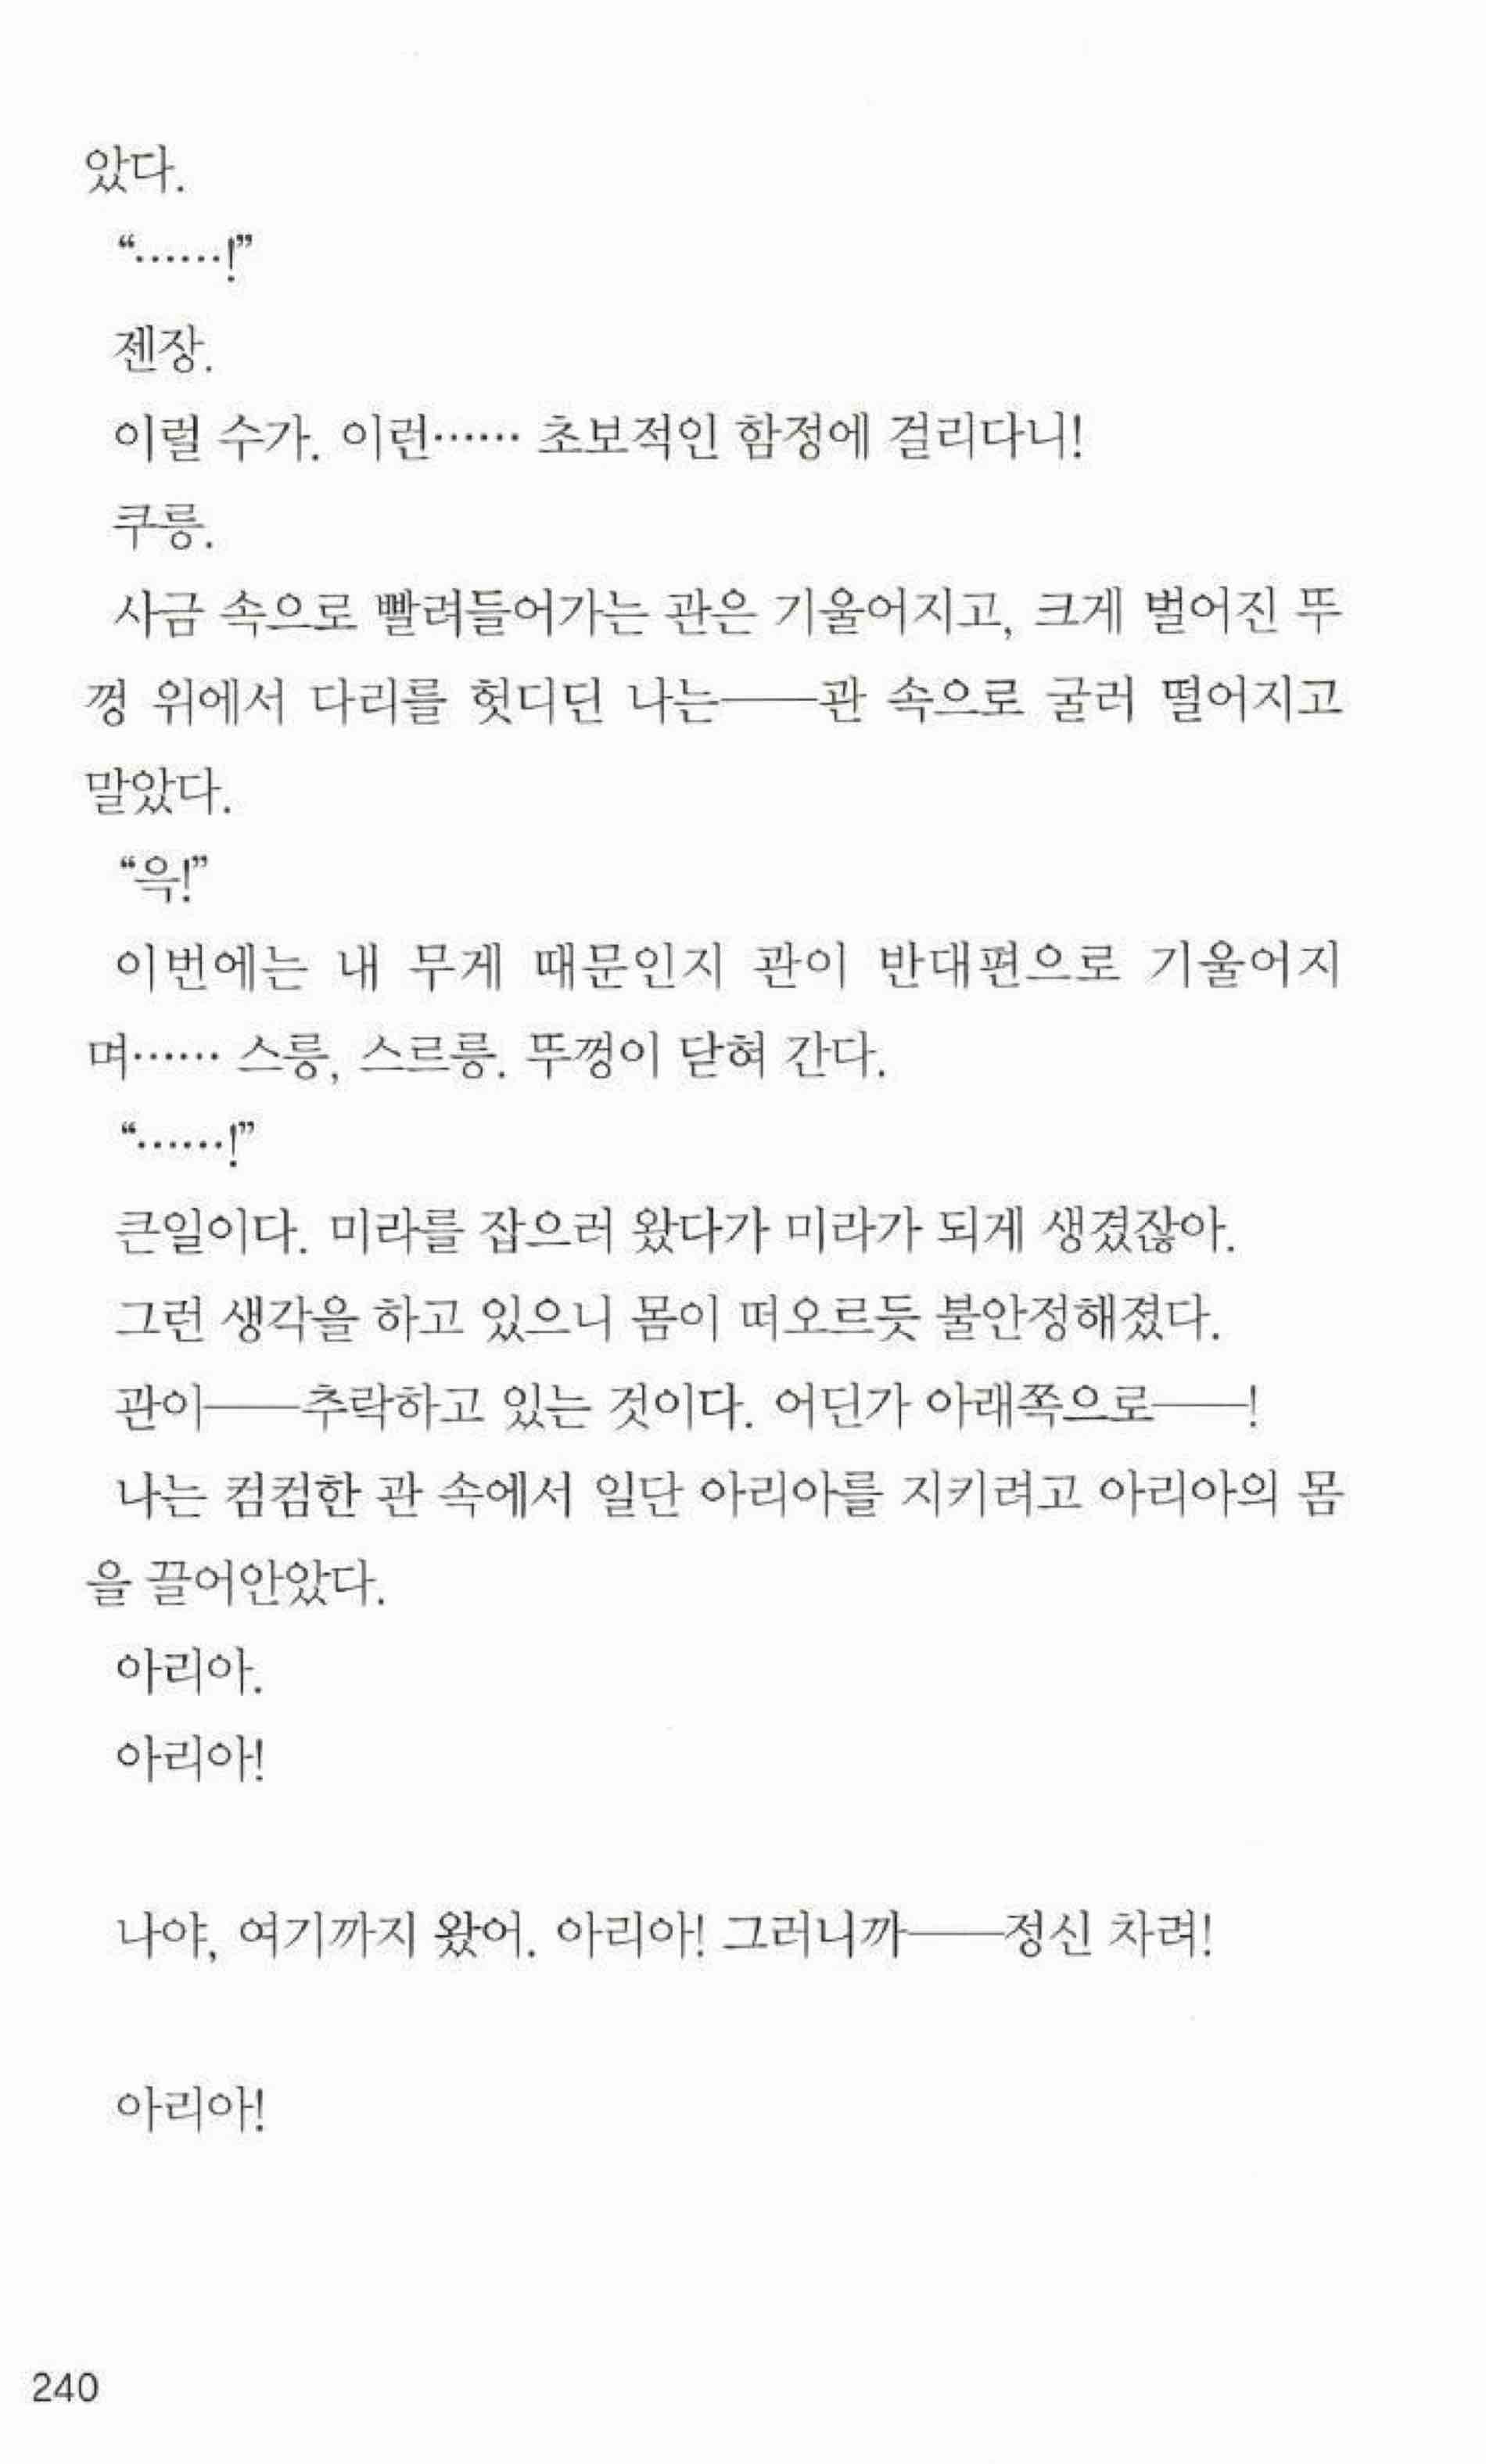 았다.
“……!”
젠장.
이럴 수가. 이런…… 초보적인 함정에 걸리다니!
쿠릉.
사금 속으로 빨려들어가는 관은 기울어지고, 크게 벌어진 뚜
껑 위에서 다리를 헛디딘 나는──관 속으로 굴러 떨어지고
말았다.
“윽!”
이번에는 내 무게 때문인지 관이 반대편으로 기울어지
며…… 스릉, 스르릉. 뚜껑이 닫혀 간다.
“……!”
큰일이다. 미라를 잡으러 왔다가 미라가 되게 생겼잖아.
그런 생각을 하고 있으니 몸이 떠오르듯 불안정해졌다.
관이──추락하고 있는 것이다. 어딘가 아래쪽으로──!
나는 컴컴한 관 속에서 일단 아리아를 지키려고 아리아의 몸
을 끌어안았다.
아리아.
아리아!
나야, 여기까지 왔어. 아리아! 그러니까──정신 차려!
아리아!
240